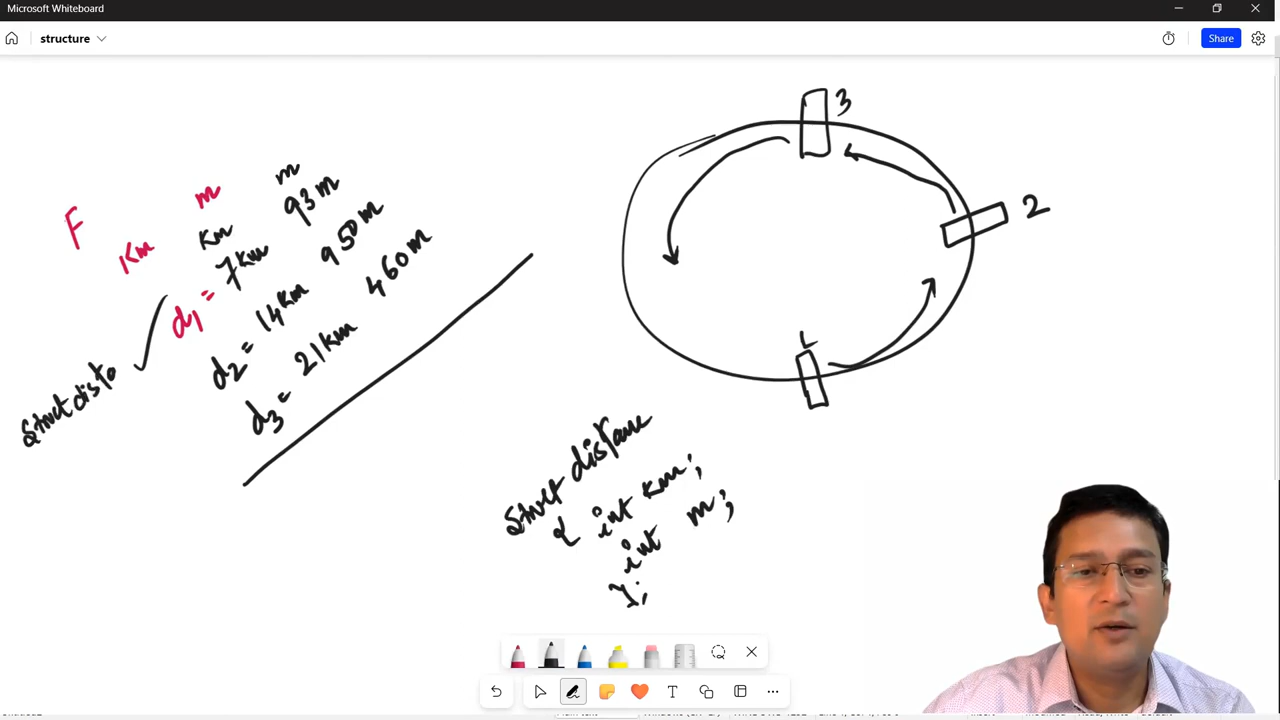 Microsoft Whiteboard
structure
Share
3
2
1
F
Km m
km m
d1 = 7km 93m
d2 = 14km 950m
d3 = 21km 460m
struct dista
struct distance
{ int km;
int m;
};